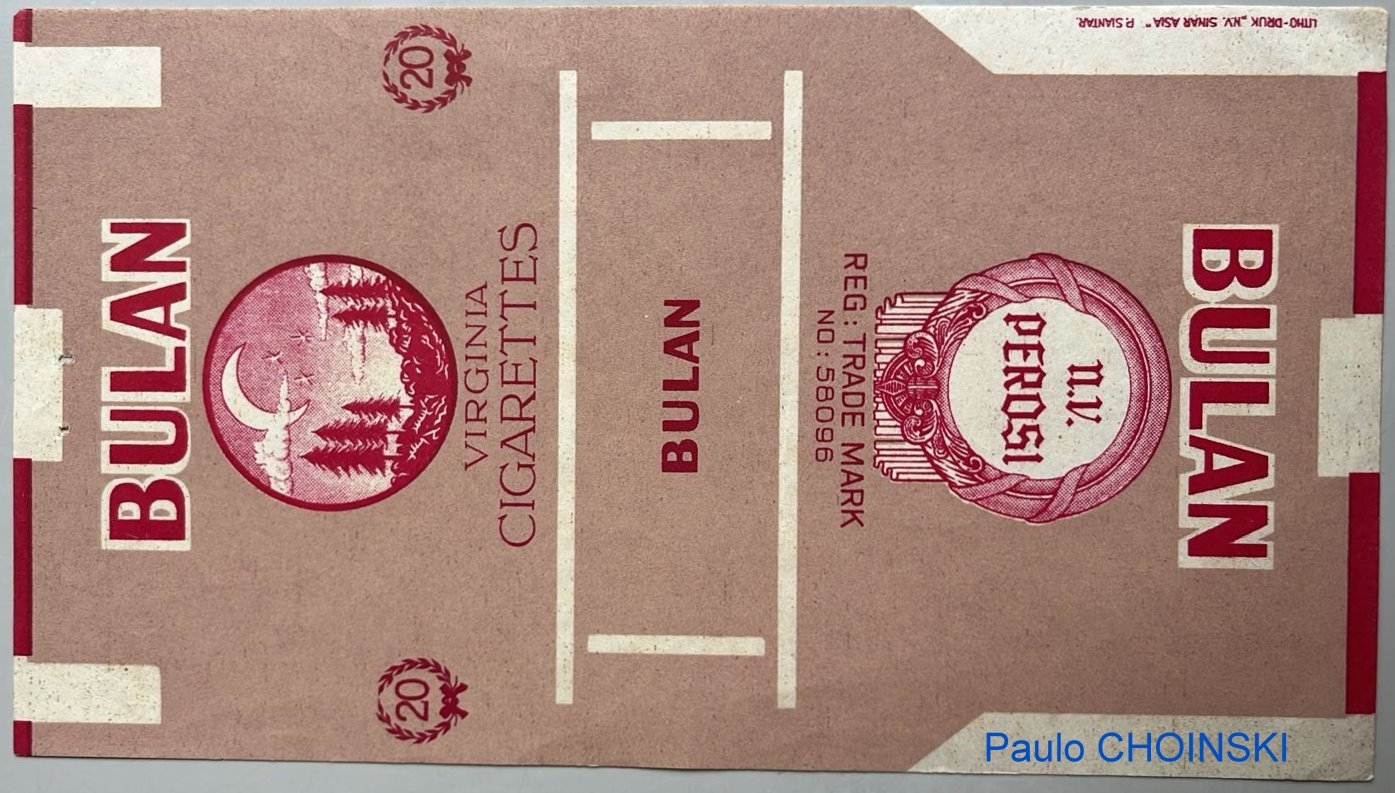 BULAN
20
20
VIRGINIA
CIGARETTES
BULAN
BULAN
n.v.
PEROSI
REG: TRADE MARK
NO: 58096
LITHO-DRUK „N.V. SINAR ASIA" P. SIANTAR.
Paulo CHOINSKI